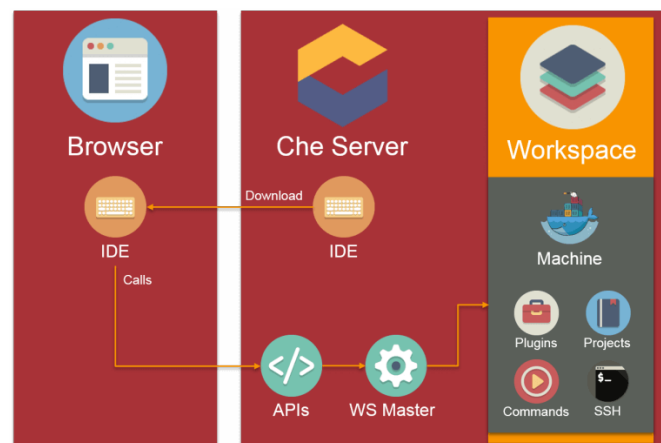 Browser
Che Server
Workspace
Download
IDE
IDE
Machine
Calls
Plugins
Projects
$_
APIs
WS Master
Commands
SSH